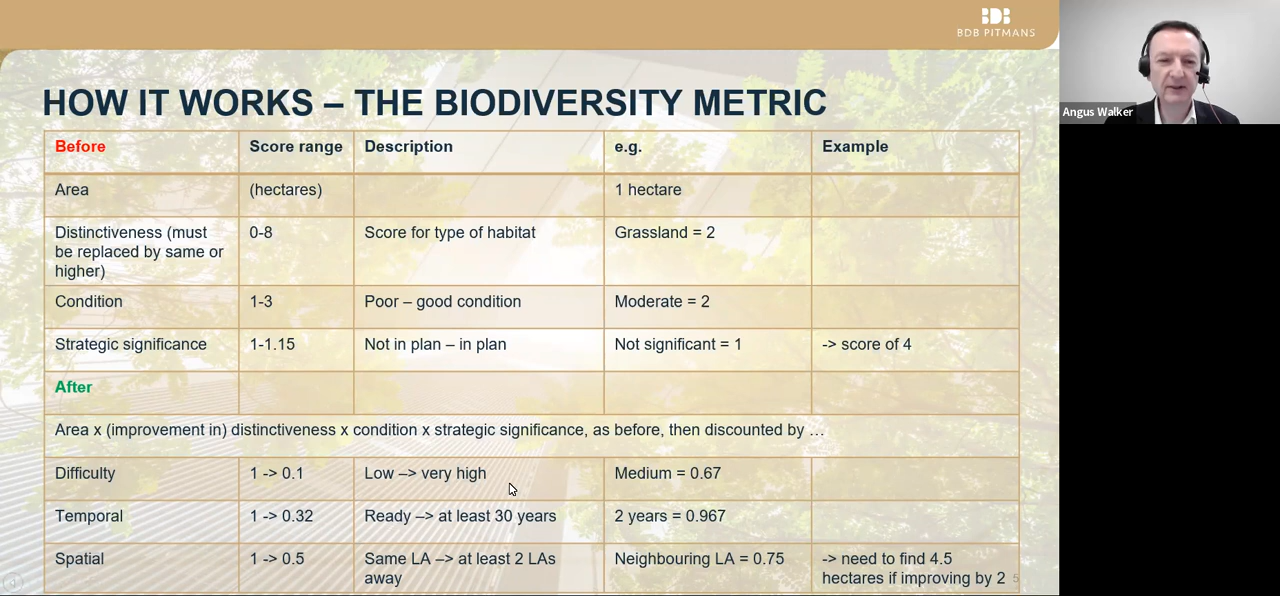 BDB
BDB PITMANS
Angus Walker
HOW IT WORKS – THE BIODIVERSITY METRIC
Before Score range Description e.g. Example
Area (hectares) 1 hectare
Distinctiveness (must 0-8 Score for type of habitat Grassland = 2
be replaced by same or
higher)
Condition 1-3 Poor – good condition Moderate = 2
Strategic significance 1-1.15 Not in plan – in plan Not significant = 1 -> score of 4
After
Area x (improvement in) distinctiveness x condition x strategic significance, as before, then discounted by …
Difficulty 1 -> 0.1 Low –> very high Medium = 0.67
Temporal 1 -> 0.32 Ready –> at least 30 years 2 years = 0.967
Spatial 1 -> 0.5 Same LA –> at least 2 LAs Neighbouring LA = 0.75 -> need to find 4.5
away hectares if improving by 2 5